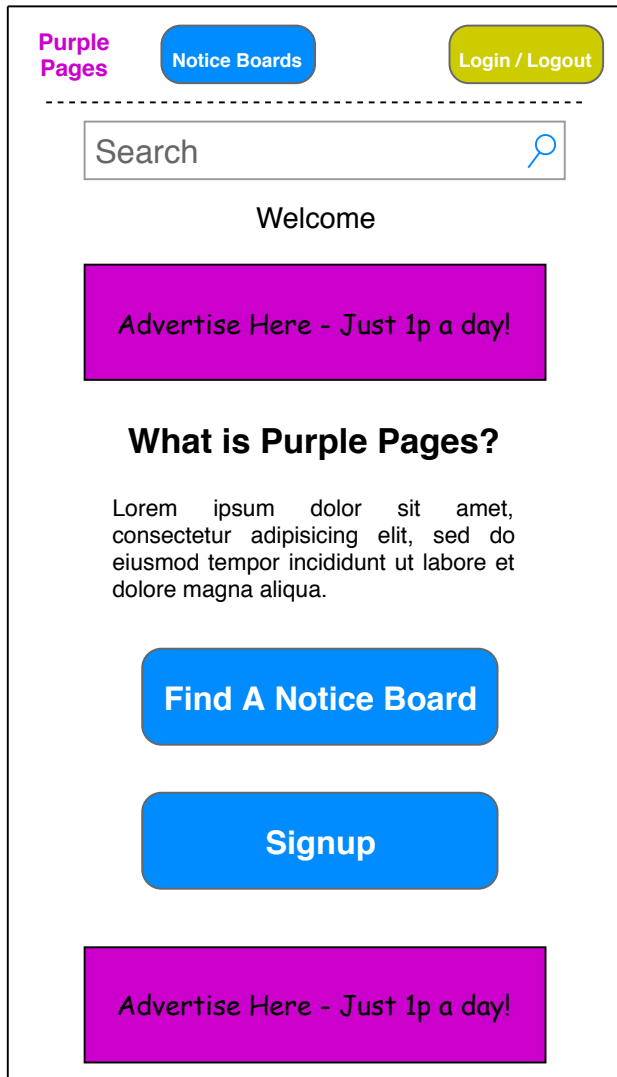 Purple
Pages
Notice Boards
Login / Logout
Search
Welcome
Advertise Here - Just 1p a day!
What is Purple Pages?
Lorem ipsum dolor sit amet,
consectetur adipisicing elit, sed do
eiusmod tempor incididunt ut labore et
dolore magna aliqua.
Find A Notice Board
Signup
Advertise Here - Just 1p a day!